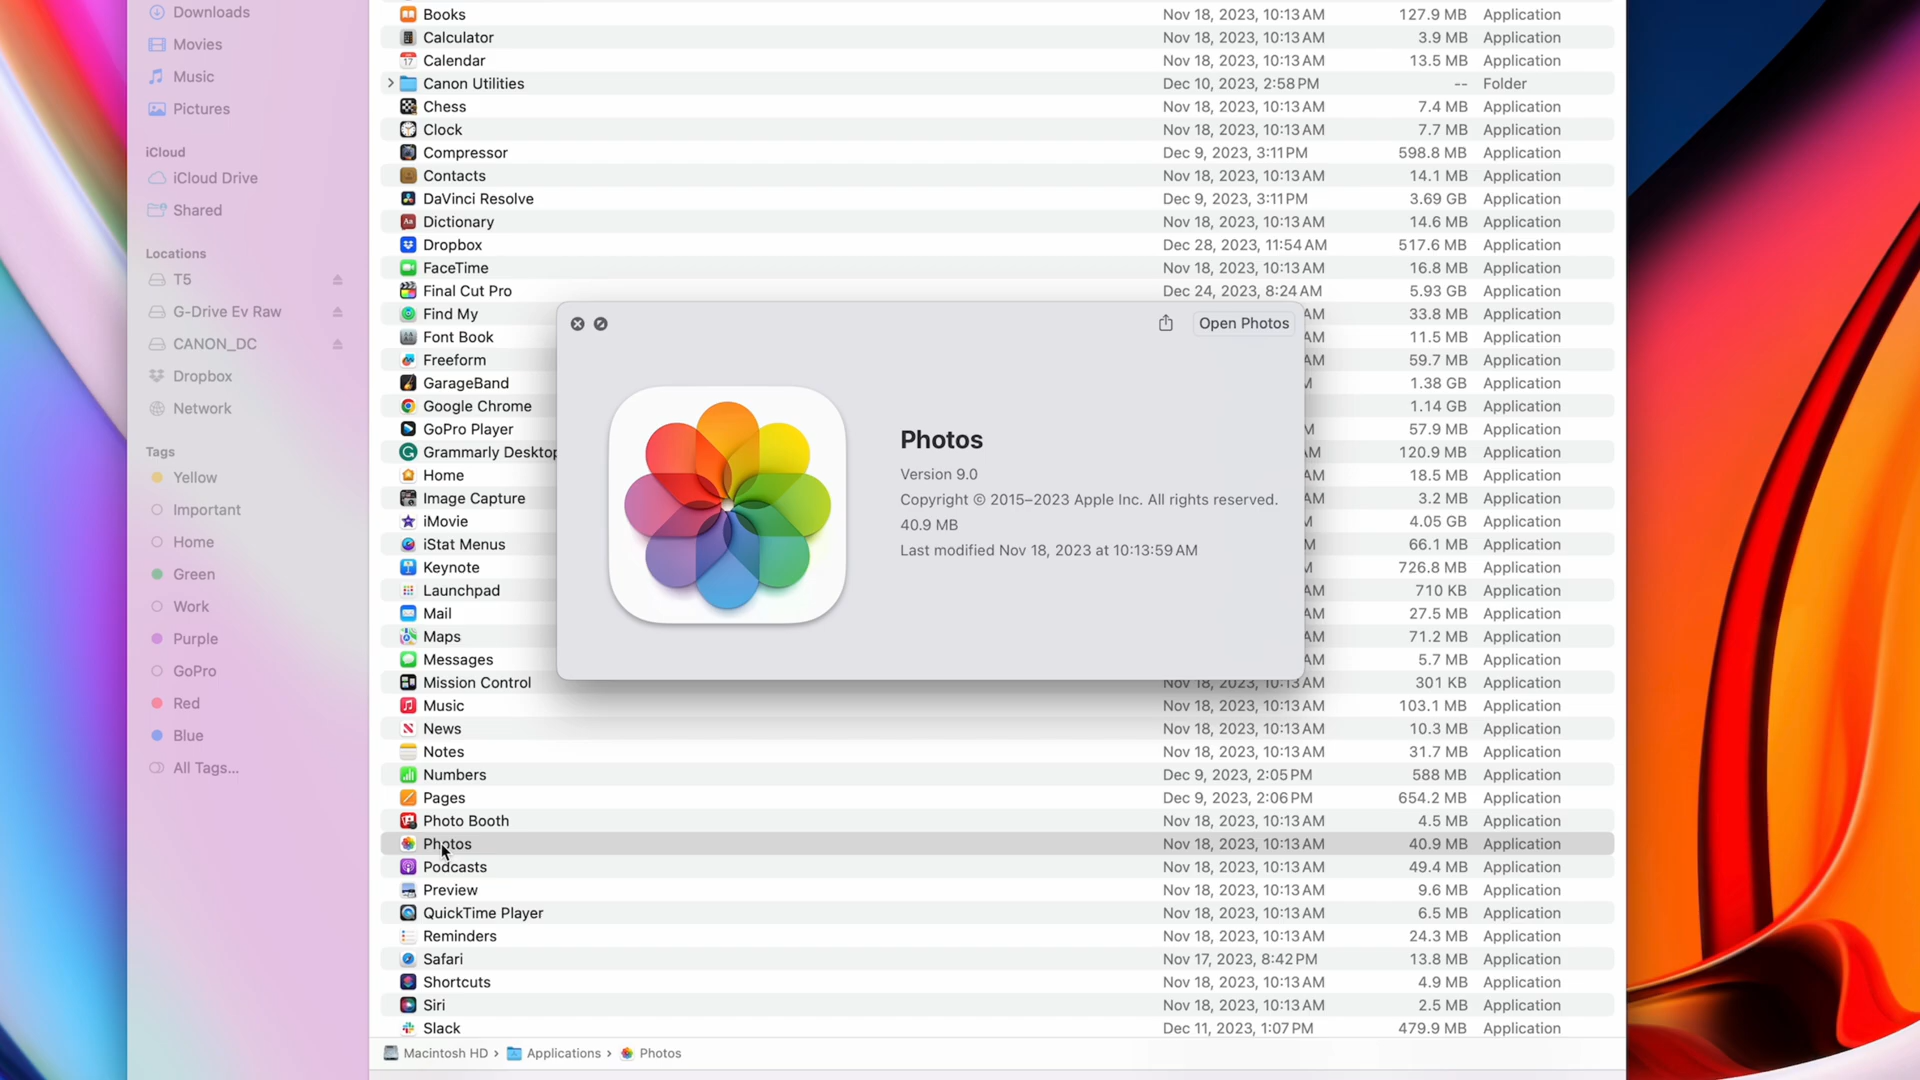 Downloads
Movies
Music
Pictures
iCloud
iCloud Drive
Shared
Locations
T5
G-Drive Ev Raw
CANON_DC
Dropbox
Network
Tags
Yellow
Important
Home
Green
Work
Purple
GoPro
Red
Blue
All Tags...
Books Nov 18, 2023, 10:13 AM 127.9 MB Application
Calculator Nov 18, 2023, 10:13 AM 3.9 MB Application
Calendar Nov 18, 2023, 10:13 AM 13.5 MB Application
Canon Utilities Dec 10, 2023, 2:58 PM -- Folder
Chess Nov 18, 2023, 10:13 AM 7.4 MB Application
Clock Nov 18, 2023, 10:13 AM 7.7 MB Application
Compressor Dec 9, 2023, 3:11 PM 598.8 MB Application
Contacts Nov 18, 2023, 10:13 AM 14.1 MB Application
DaVinci Resolve Dec 9, 2023, 3:11 PM 3.69 GB Application
Dictionary Nov 18, 2023, 10:13 AM 14.6 MB Application
Dropbox Dec 28, 2023, 11:54 AM 517.6 MB Application
FaceTime Nov 18, 2023, 10:13 AM 16.8 MB Application
Final Cut Pro Dec 24, 2023, 8:24 AM 5.93 GB Application
Find My AM 33.8 MB Application
Font Book AM 11.5 MB Application
Freeform AM 59.7 MB Application
GarageBand M 1.38 GB Application
Google Chrome AM 1.14 GB Application
GoPro Player M 57.9 MB Application
Grammarly Desktop AM 120.9 MB Application
Home AM 18.5 MB Application
Image Capture AM 3.2 MB Application
iMovie M 4.05 GB Application
iStat Menus M 66.1 MB Application
Keynote M 726.8 MB Application
Launchpad AM 710 KB Application
Mail AM 27.5 MB Application
Maps AM 71.2 MB Application
Messages AM 5.7 MB Application
Mission Control Nov 18, 2023, 10:13 AM 301 KB Application
Music Nov 18, 2023, 10:13 AM 103.1 MB Application
News Nov 18, 2023, 10:13 AM 10.3 MB Application
Notes Nov 18, 2023, 10:13 AM 31.7 MB Application
Numbers Dec 9, 2023, 2:05 PM 588 MB Application
Pages Dec 9, 2023, 2:06 PM 654.2 MB Application
Photo Booth Nov 18, 2023, 10:13 AM 4.5 MB Application
Photos Nov 18, 2023, 10:13 AM 40.9 MB Application
Podcasts Nov 18, 2023, 10:13 AM 49.4 MB Application
Preview Nov 18, 2023, 10:13 AM 9.6 MB Application
QuickTime Player Nov 18, 2023, 10:13 AM 6.5 MB Application
Reminders Nov 18, 2023, 10:13 AM 24.3 MB Application
Safari Nov 17, 2023, 8:42 PM 13.8 MB Application
Shortcuts Nov 18, 2023, 10:13 AM 4.9 MB Application
Siri Nov 18, 2023, 10:13 AM 2.5 MB Application
Slack Dec 11, 2023, 1:07 PM 479.9 MB Application
Open Photos
Photos
Version 9.0
Copyright © 2015–2023 Apple Inc. All rights reserved.
40.9 MB
Last modified Nov 18, 2023 at 10:13:59 AM
Macintosh HD › Applications › Photos